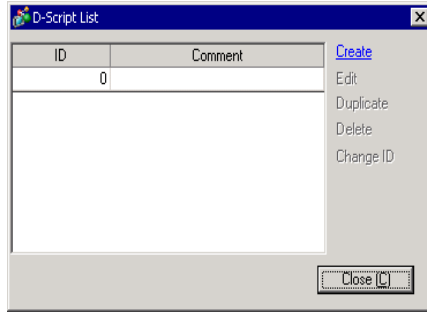 D-Script List
ID Comment
0
Create
Edit
Duplicate
Delete
Change ID
Close (C)